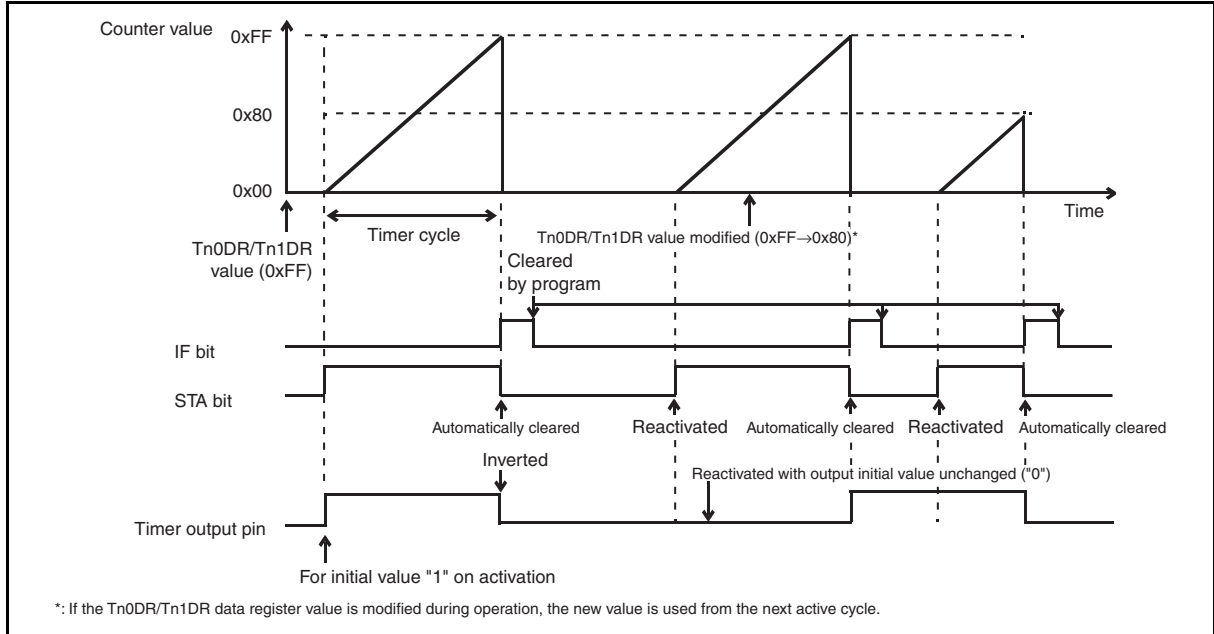 Counter value
0xFF
0x80
0x00
Time
Timer cycle
Tn0DR/Tn1DR value modified (0xFF→0x80)*
Tn0DR/Tn1DR
value (0xFF)
Cleared
by program
IF bit
STA bit
Automatically cleared
Reactivated
Automatically cleared
Reactivated
Automatically cleared
Inverted
Reactivated with output initial value unchanged ("0")
Timer output pin
For initial value "1" on activation
*: If the Tn0DR/Tn1DR data register value is modified during operation, the new value is used from the next active cycle.